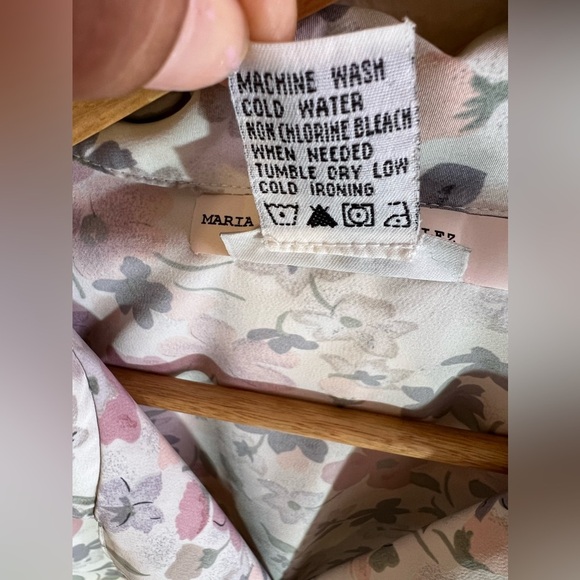 MACHINE WASH
COLD WATER
NON CHLORINE BLEACH
WHEN NEEDED
TUMBLE DRY LOW
COLD IRONING
MARIA